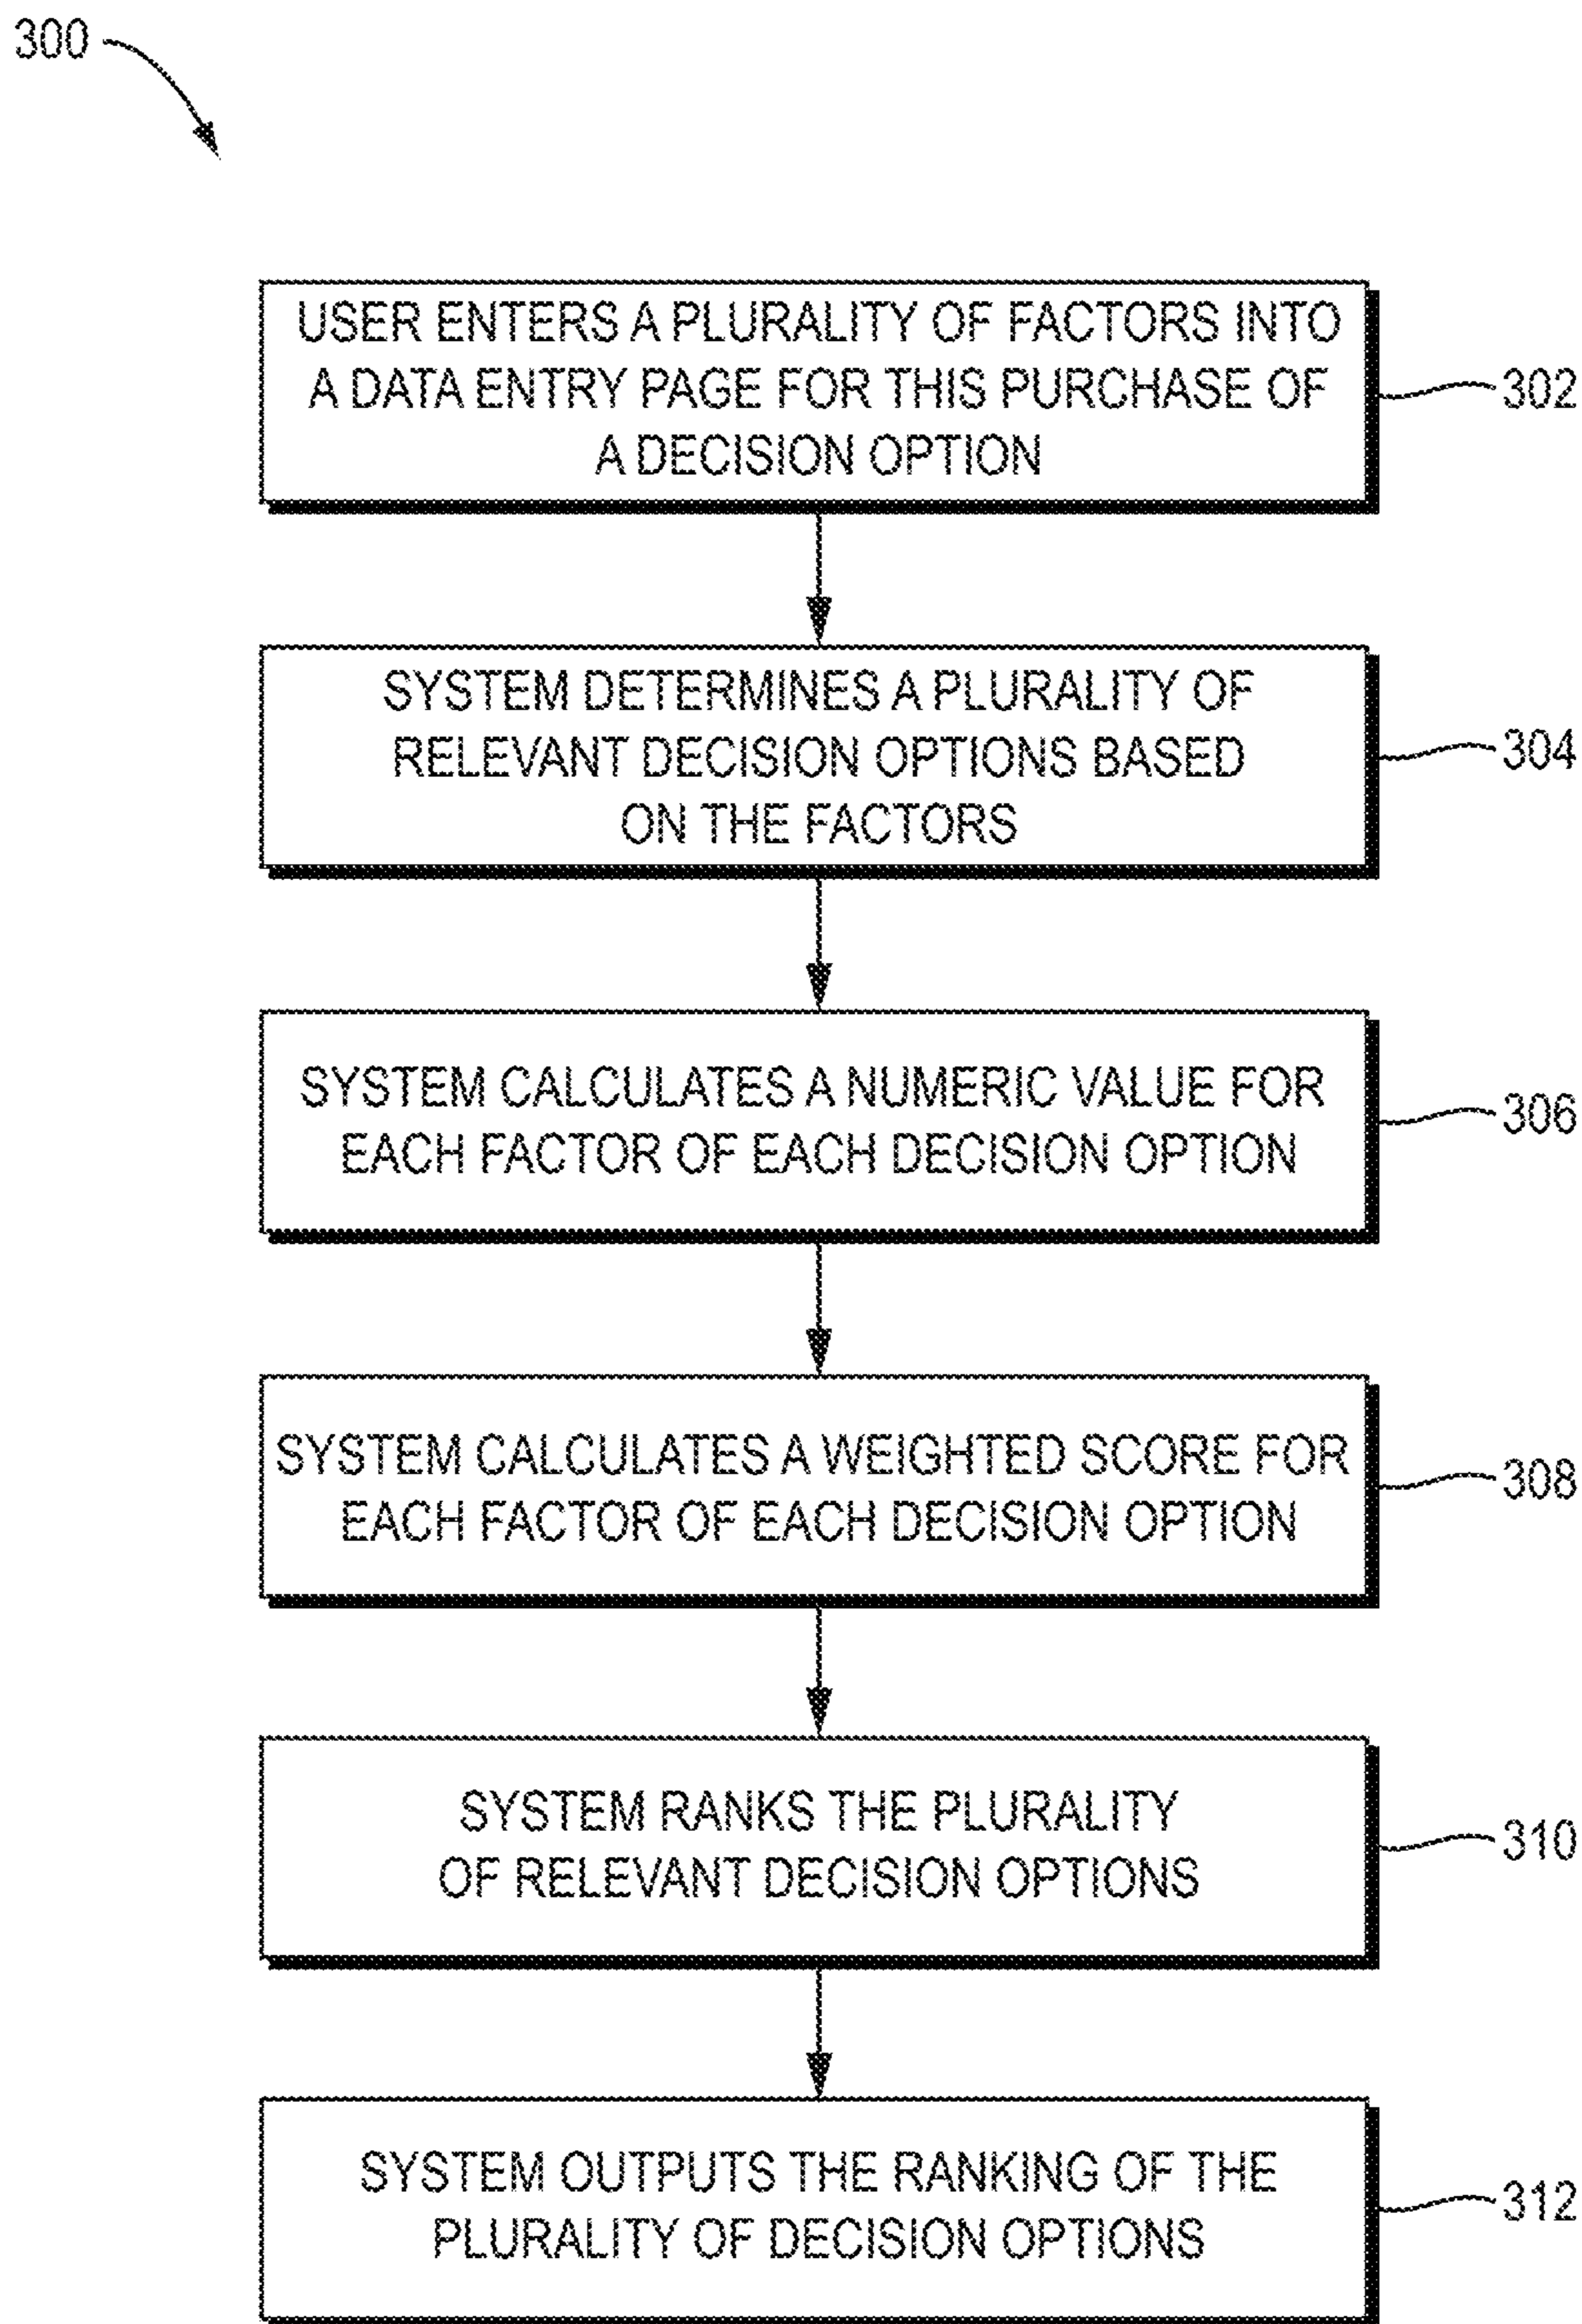 300
USER ENTERS A PLURALITY OF FACTORS INTO
A DATA ENTRY PAGE FOR THIS PURCHASE OF
A DECISION OPTION
302
SYSTEM DETERMINES A PLURALITY OF
RELEVANT DECISION OPTIONS BASED
ON THE FACTORS
304
SYSTEM CALCULATES A NUMERIC VALUE FOR
EACH FACTOR OF EACH DECISION OPTION
306
SYSTEM CALCULATES A WEIGHTED SCORE FOR
EACH FACTOR OF EACH DECISION OPTION
308
SYSTEM RANKS THE PLURALITY
OF RELEVANT DECISION OPTIONS
310
SYSTEM OUTPUTS THE RANKING OF THE
PLURALITY OF DECISION OPTIONS
312